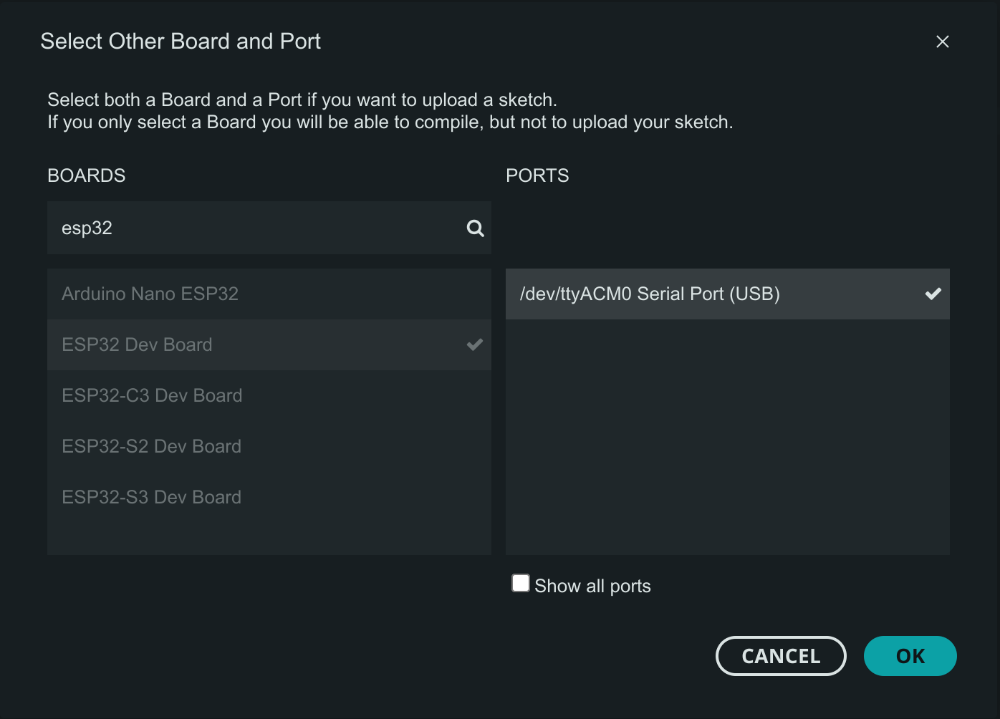 Select Other Board and Port
Select both a Board and a Port if you want to upload a sketch.
If you only select a Board you will be able to compile, but not to upload your sketch.
BOARDS
esp32
Arduino Nano ESP32
ESP32 Dev Board
ESP32-C3 Dev Board
ESP32-S2 Dev Board
ESP32-S3 Dev Board
PORTS
/dev/ttyACM0 Serial Port (USB)
Show all ports
CANCEL
OK